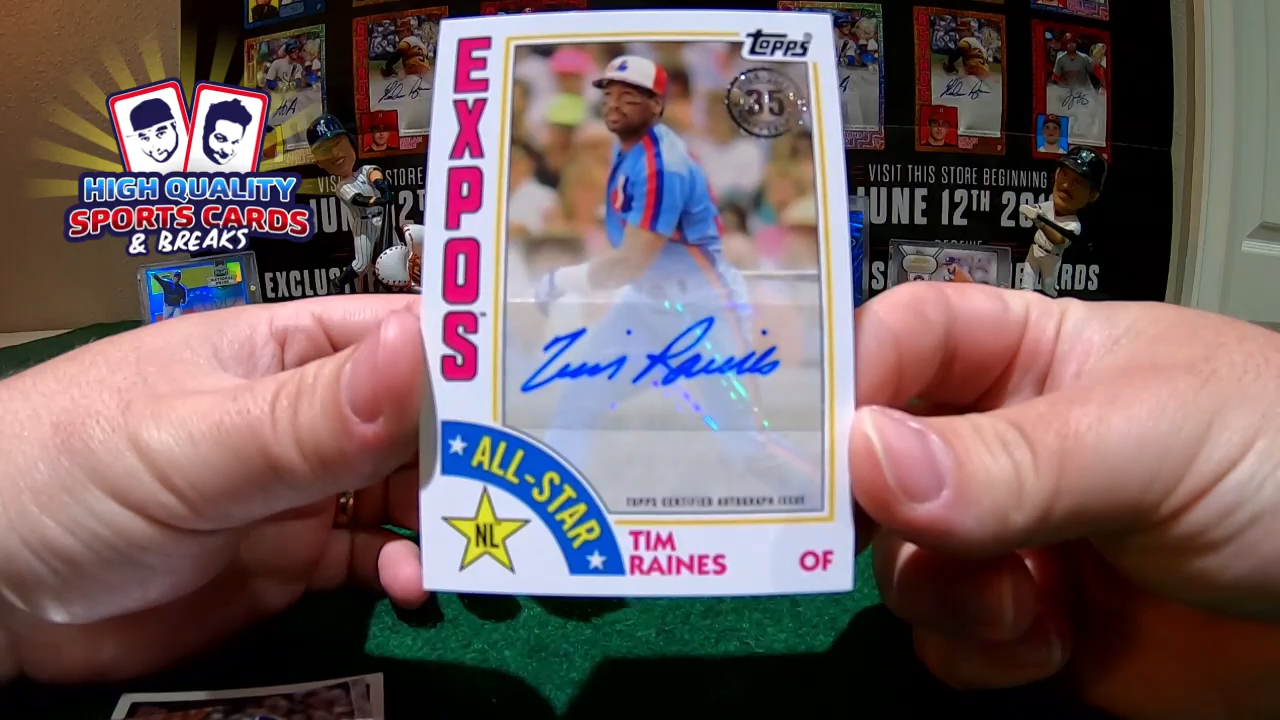 HIGH QUALITY
SPORTS CARDS
& BREAKS
EXPOS
TOPPS
35
Tim Raines
TOPPS CERTIFIED AUTOGRAPH ISSUE
ALL-STAR
NL
TIM
RAINES
OF
VISIT THIS STORE BEGINNING
JUNE 12TH
EXCLUS